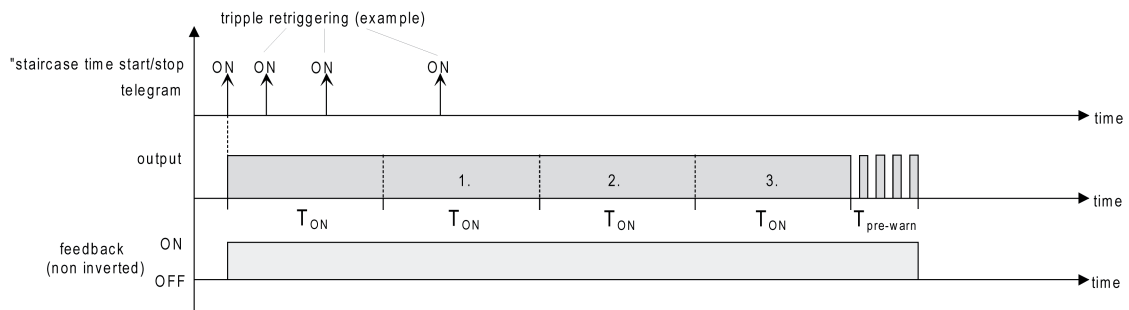 tripple retriggering (example)
"staircase time start/stop
telegram
ON ON ON ON
time
output
1. 2. 3.
time
TON TON TON TON Tpre-warn
feedback
(non inverted)
ON
OFF
time